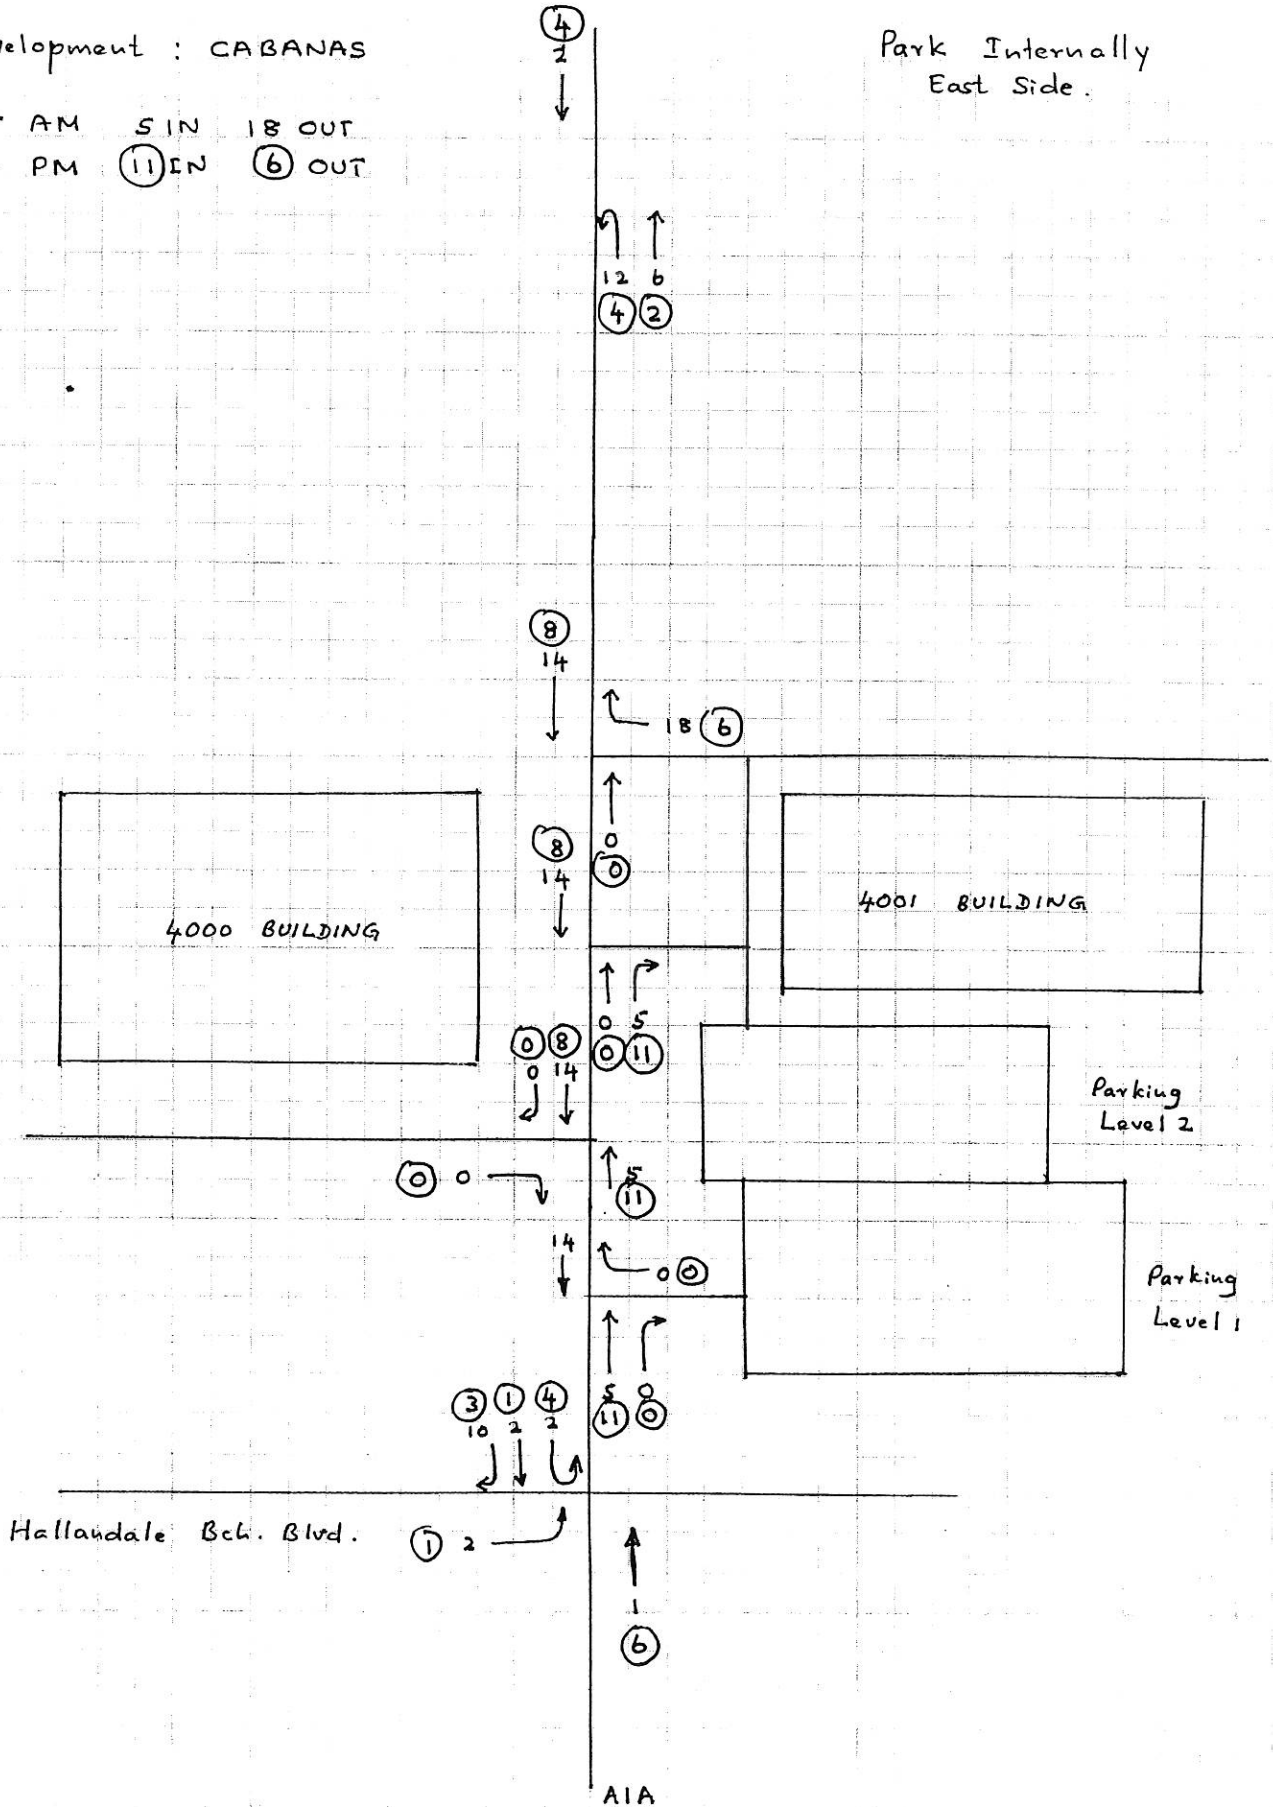 velopment : CABANAS
Park Internally
East Side.
AM 5 IN 18 OUT
PM 11 IN 6 OUT
4
2
12 6
4 2
8
14
18 6
8
14
0
0
4000 BUILDING
4001 BUILDING
0 5
0 11
0 8
0 14
Parking
Level 2
0 0
5
11
14
0 0
Parking
Level 1
3 1 4
10 2 2
5 0
11 0
Hallandale Bch. Blvd.
1 2
1
6
A1A